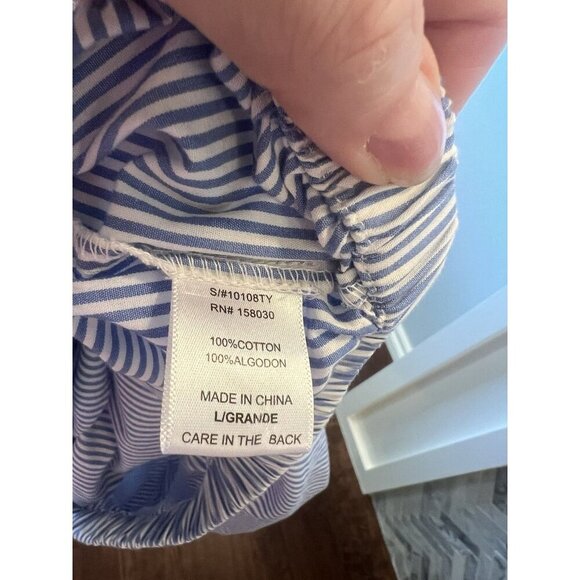 S/#10108TY
RN# 158030
100%COTTON
100%ALGODON
MADE IN CHINA
L/GRANDE
CARE IN THE BACK